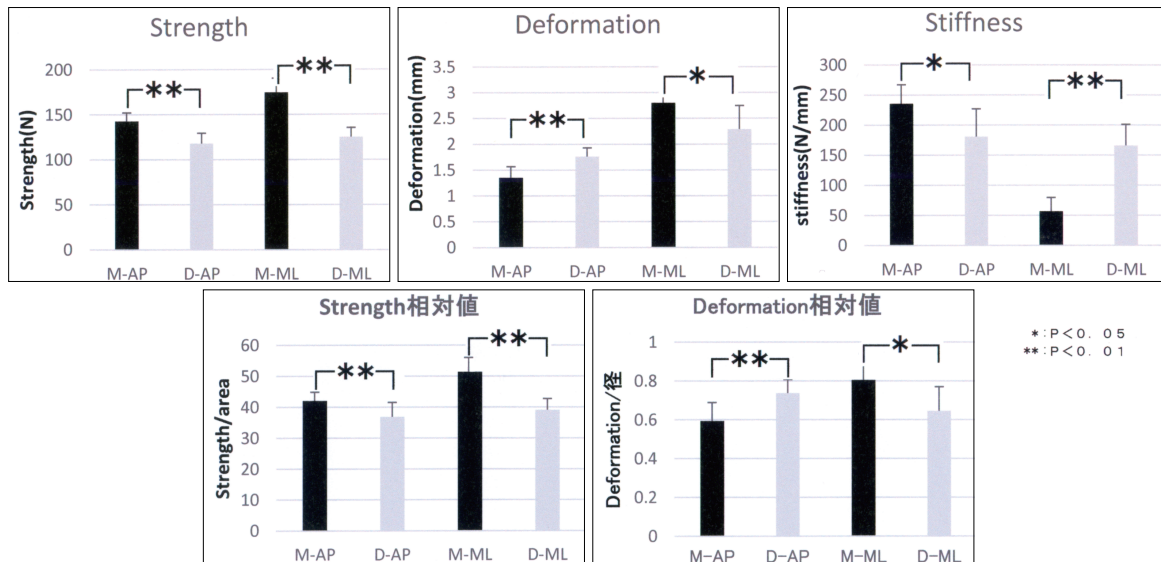 Strength
Strength(N)
200
150
100
50
0
**
**
M-AP D-AP M-ML D-ML
Deformation
Deformation(mm)
3.5
3
2.5
2
1.5
1
0.5
0
**
*
M-AP D-AP M-ML D-ML
Stiffness
stiffness(N/mm)
300
250
200
150
100
50
0
*
**
M-AP D-AP M-ML D-ML
Strength相対値
Strength/area
60
50
40
30
20
10
0
**
**
M-AP D-AP M-ML D-ML
Deformation相対値
Deformation/径
1
0.8
0.6
0.4
0.2
0
**
*
M-AP D-AP M-ML D-ML
*:P<0.05
**:P<0.01